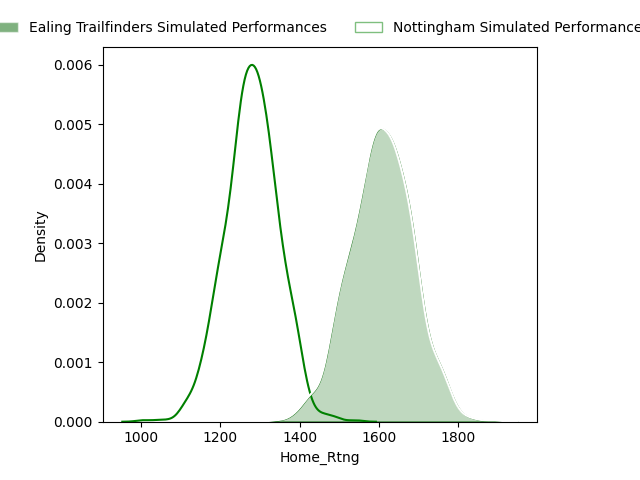 Ealing Trailfinders Simulated Performances
Nottingham Simulated Performance
0.006
0.005
0.004
0.003
0.002
0.001
0.000
Density
1000 1200 1400 1600 1800
Home_Rtng